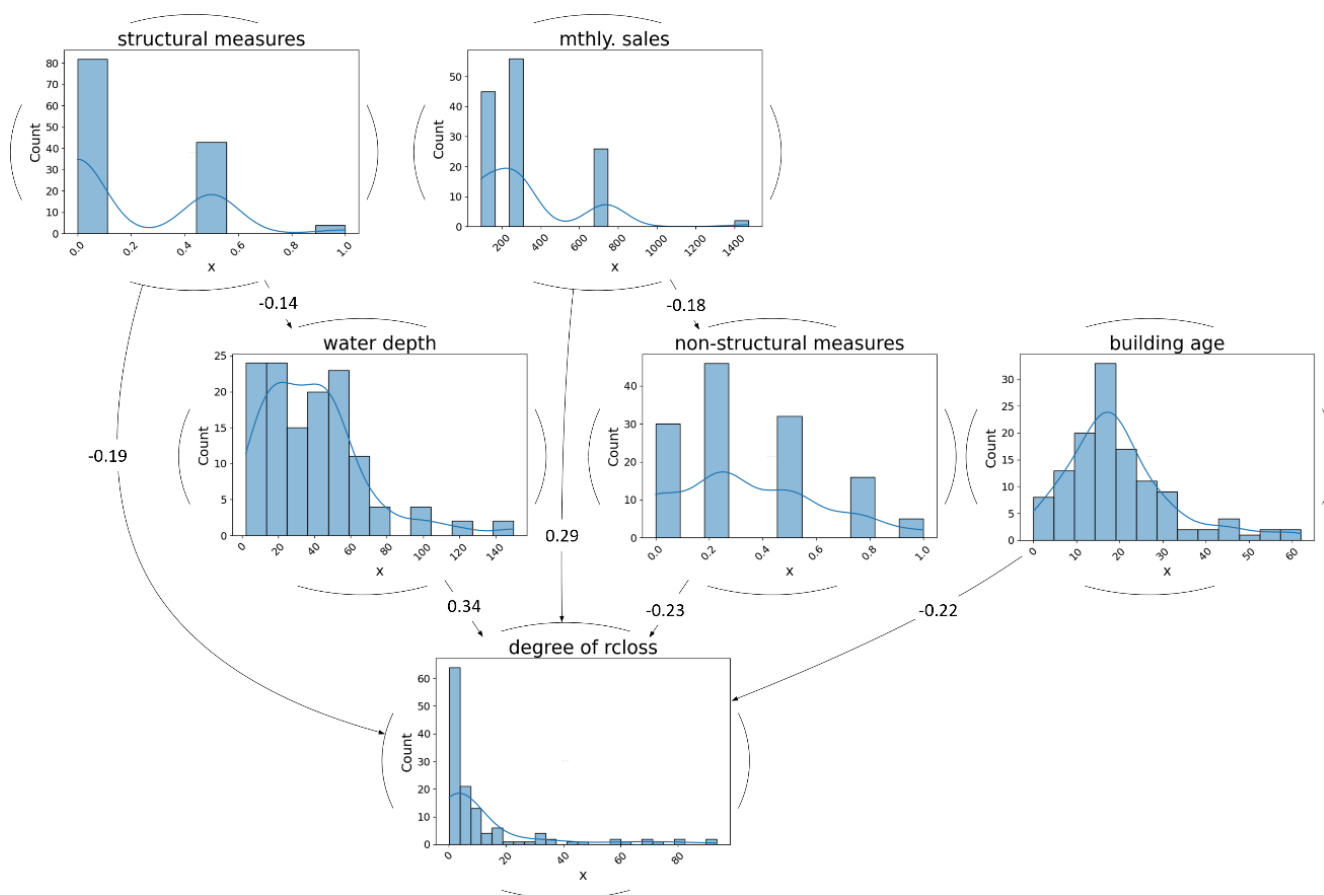 structural measures
80
70
60
50
40
30
20
10
0
Count
0.0 0.2 0.4 0.6 0.8 1.0
x
mthly. sales
50
40
30
20
10
0
Count
200 400 600 800 1000 1200 1400
x
-0.14
-0.18
water depth
25
20
15
10
5
0
Count
0 20 40 60 80 100 120 140
x
non-structural measures
40
30
20
10
0
Count
0.0 0.2 0.4 0.6 0.8 1.0
x
building age
30
25
20
15
10
5
0
Count
0 10 20 30 40 50 60
x
-0.19
0.29
0.34
-0.23
-0.22
degree of rcloss
60
50
40
30
20
10
0
Count
0 20 40 60 80
x